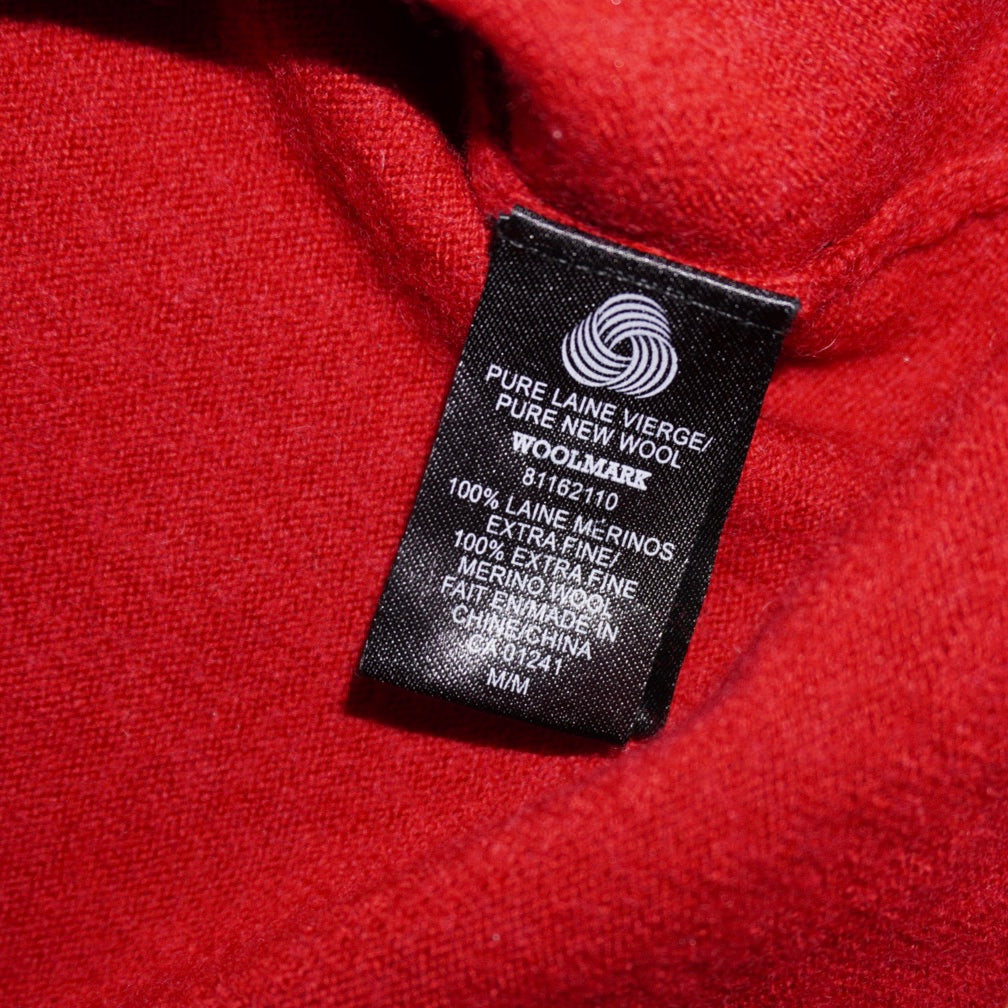 PURE LAINE VIERGE/
PURE NEW WOOL
WOOLMARK
81162110
100% LAINE MERINOS
EXTRA FINE/
100% EXTRA FINE
MERINO WOOL
FAIT EN/MADE IN
CHINE/CHINA
CA 01241
M/M